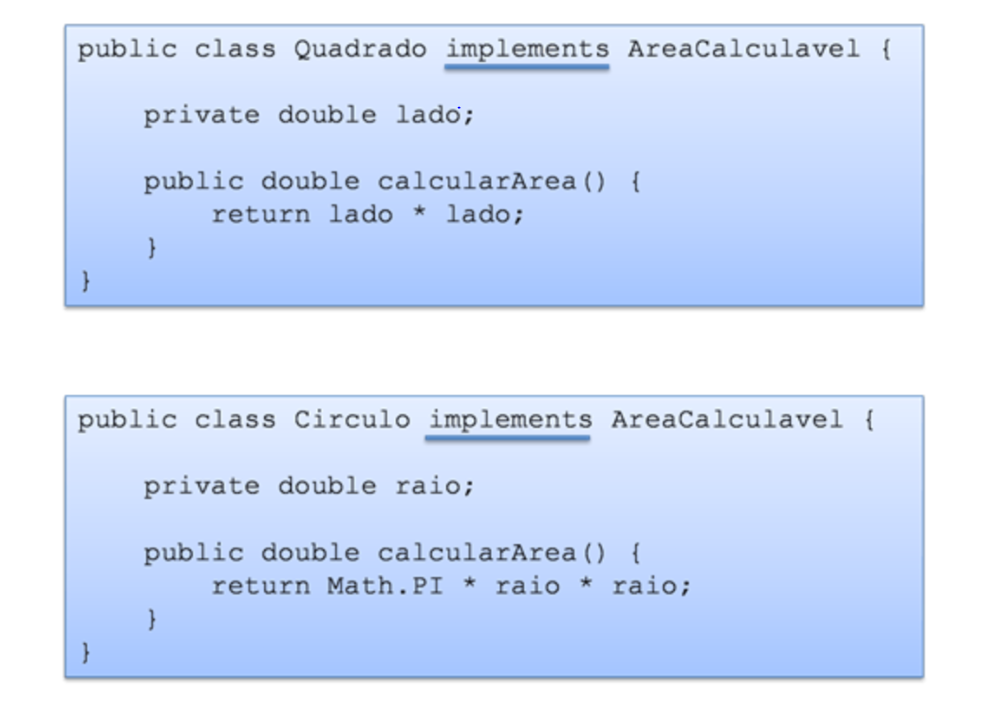 public class Quadrado implements AreaCalculavel {
private double lado;
public double calcularArea() {
return lado * lado;
}
}
public class Circulo implements AreaCalculavel {
private double raio;
public double calcularArea() {
return Math.PI * raio * raio;
}
}